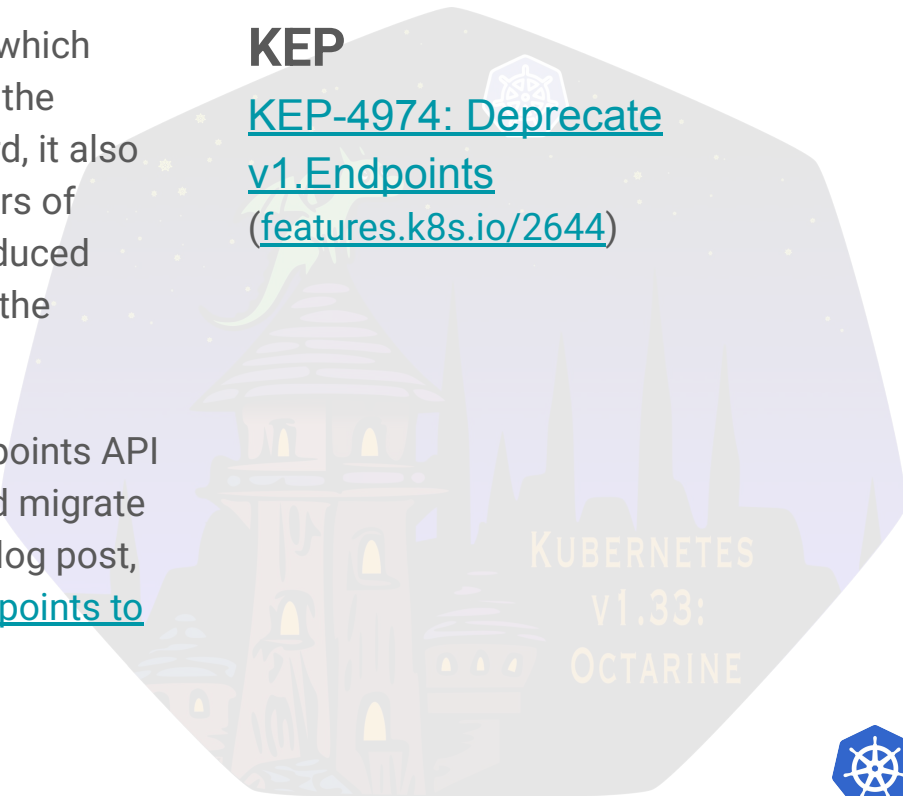 which
the
d, it also
rs of
duced
the
points API
d migrate
log post,
points to
KEP
KEP-4974: Deprecate
v1.Endpoints
(features.k8s.io/2644)
KUBERNETES
V1.33:
OCTARINE